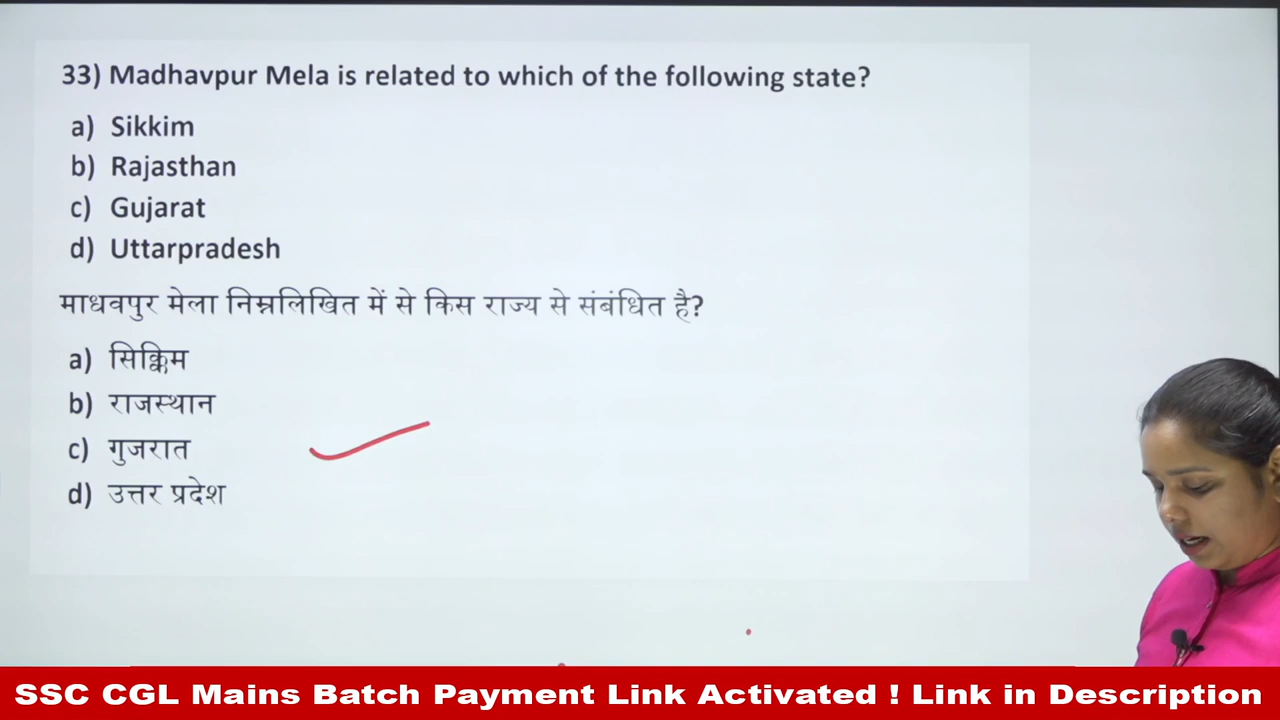 33) Madhavpur Mela is related to which of the following state?
a) Sikkim
b) Rajasthan
c) Gujarat
d) Uttarpradesh
माधवपुर मेला निम्नलिखित में से किस राज्य से संबंधित है?
a) सिक्किम
b) राजस्थान
c) गुजरात
d) उत्तर प्रदेश
SSC CGL Mains Batch Payment Link Activated ! Link in Description